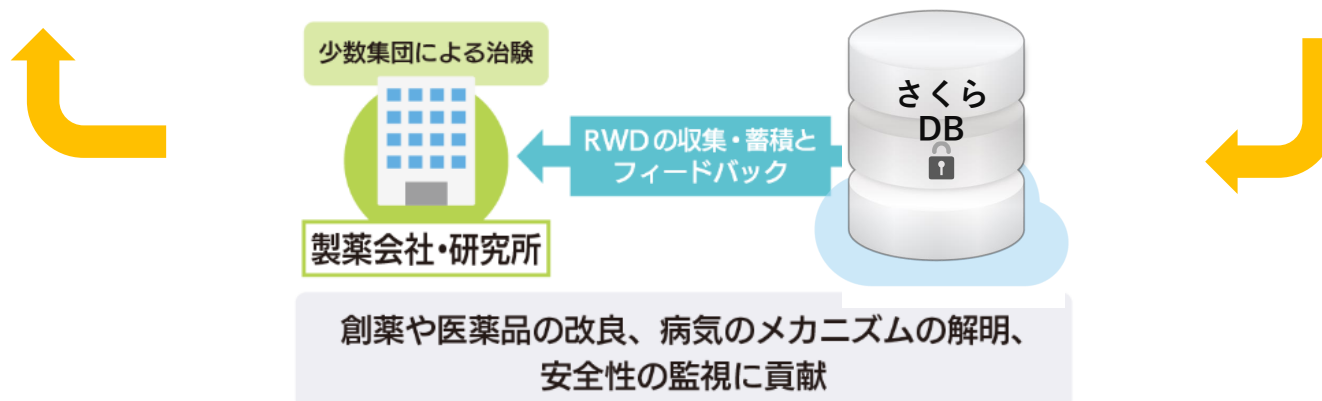 少数集団による治験
さくら
DB
RWDの収集・蓄積と
フィードバック
製薬会社・研究所
創薬や医薬品の改良、病気のメカニズムの解明、
安全性の監視に貢献